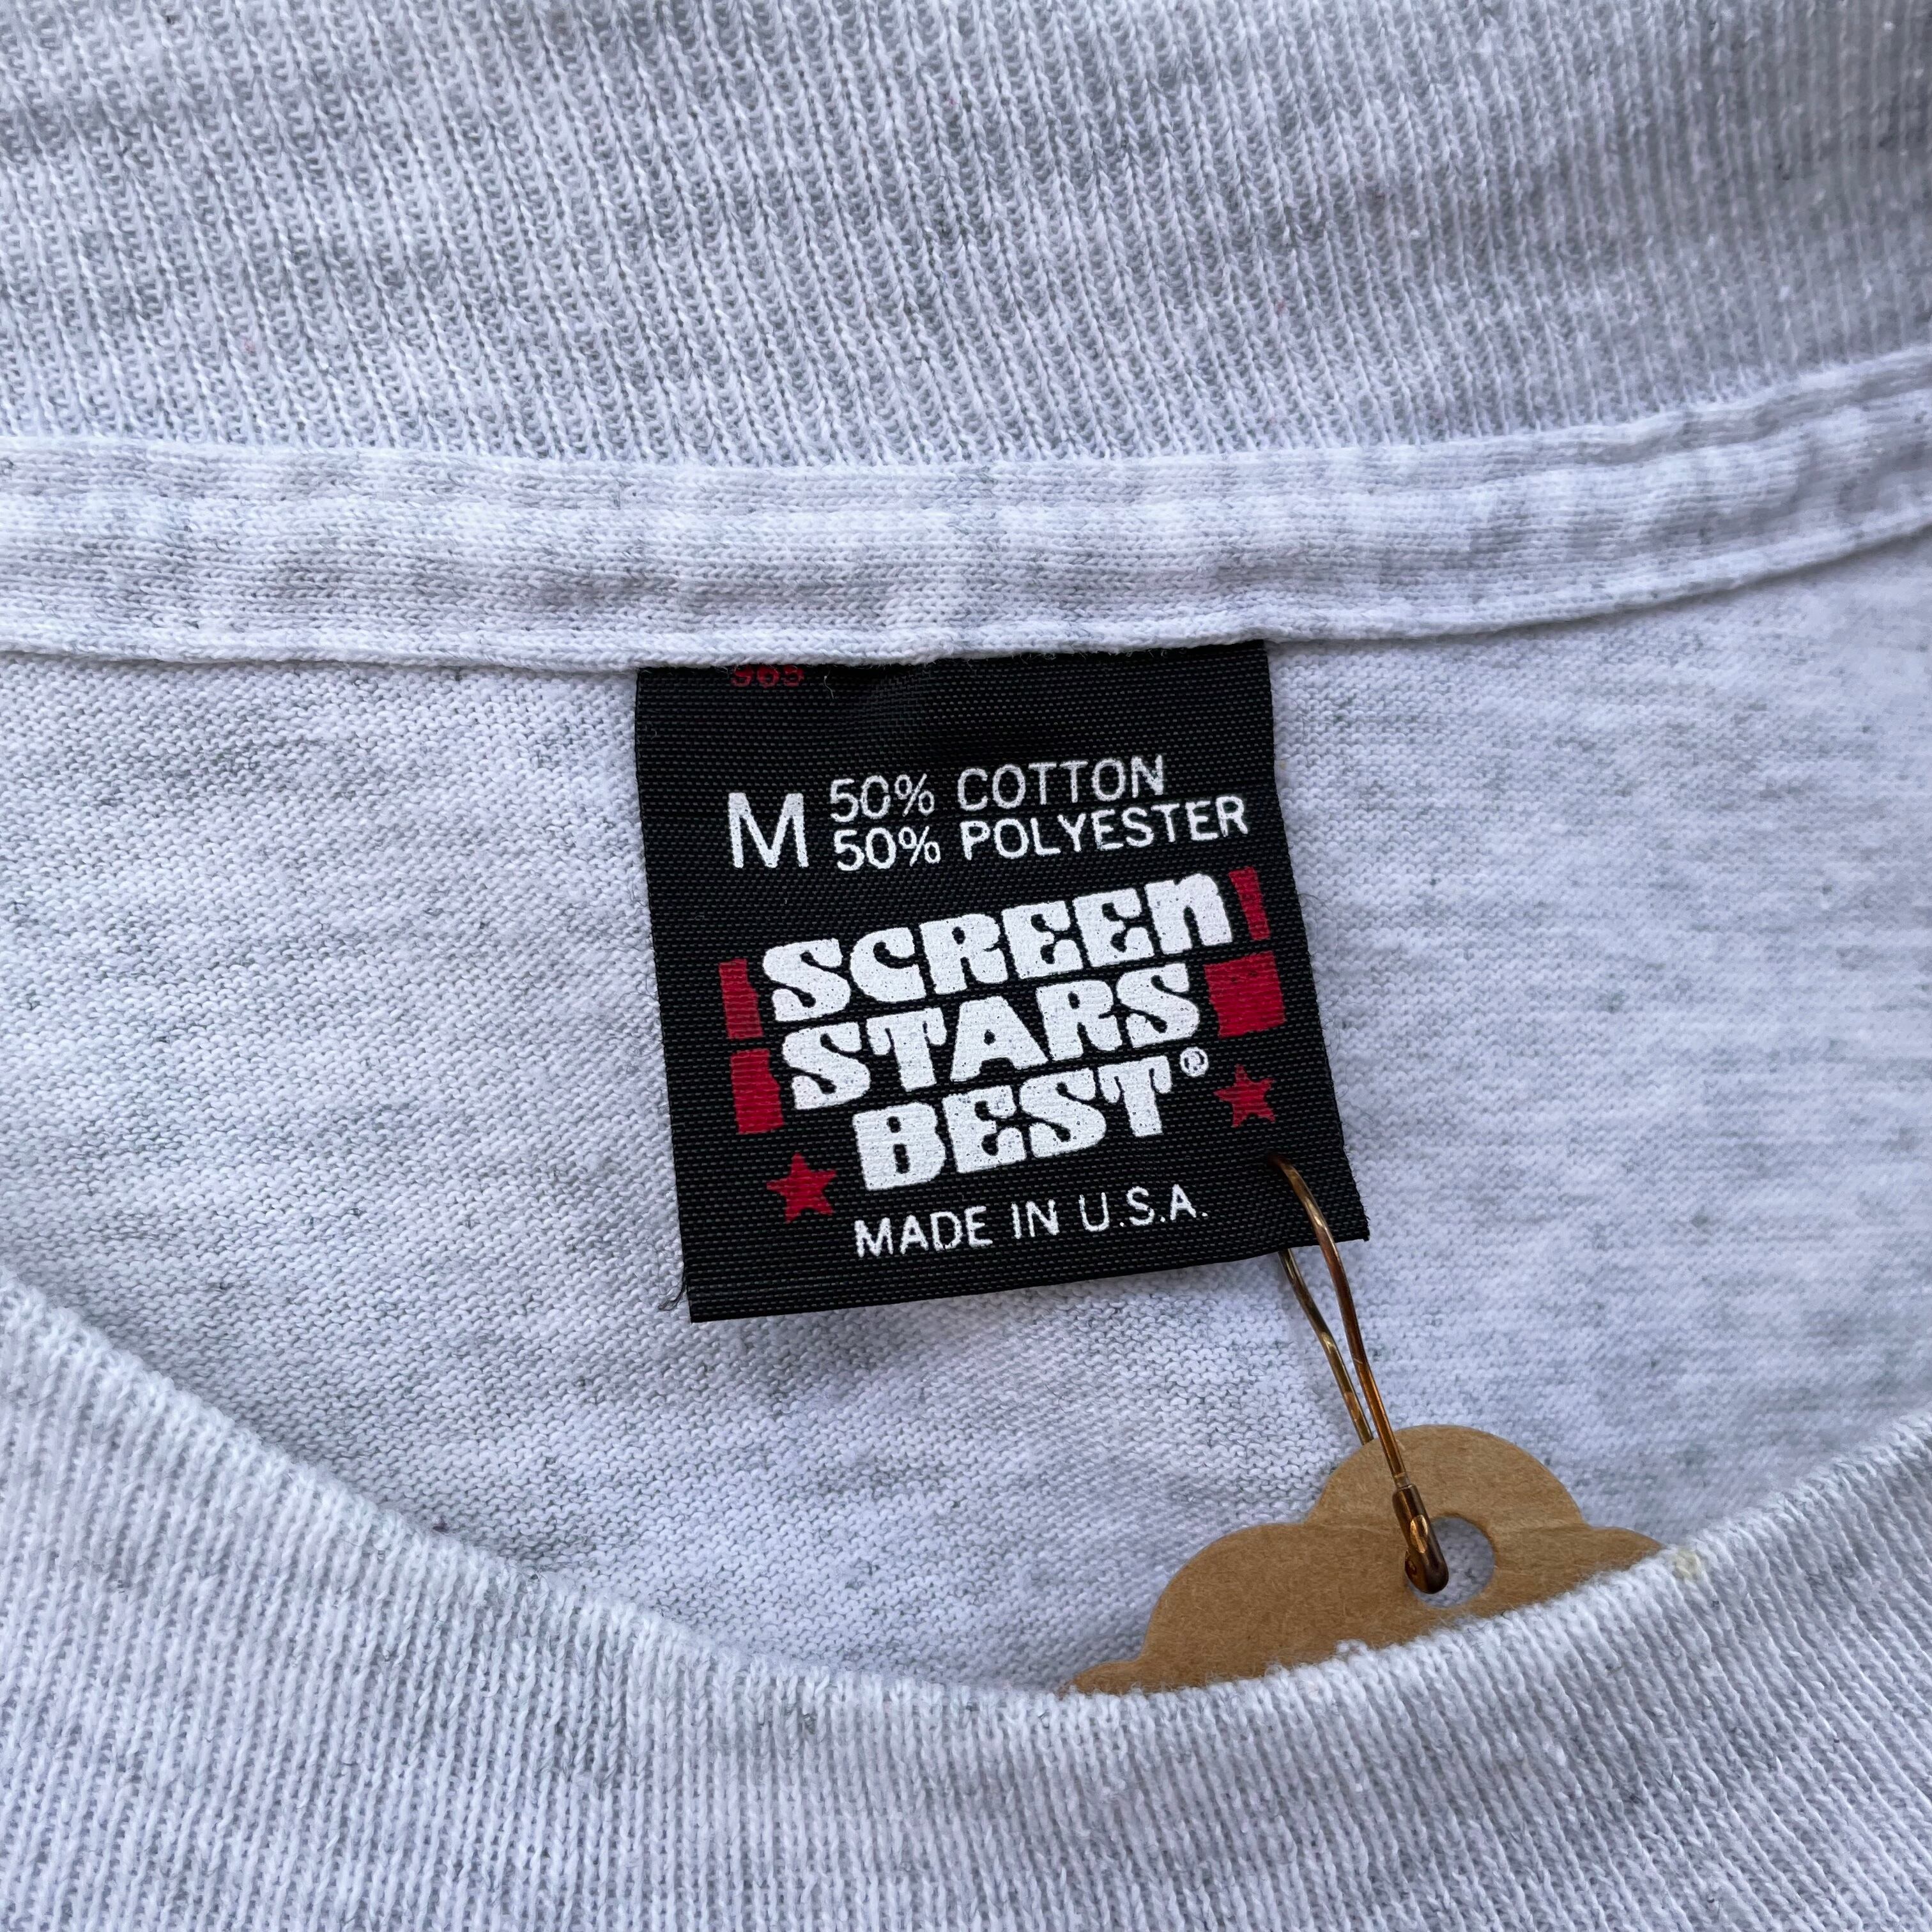 M 50% COTTON
50% POLYESTER
SCREEN
STARS
BEST®
MADE IN U.S.A.